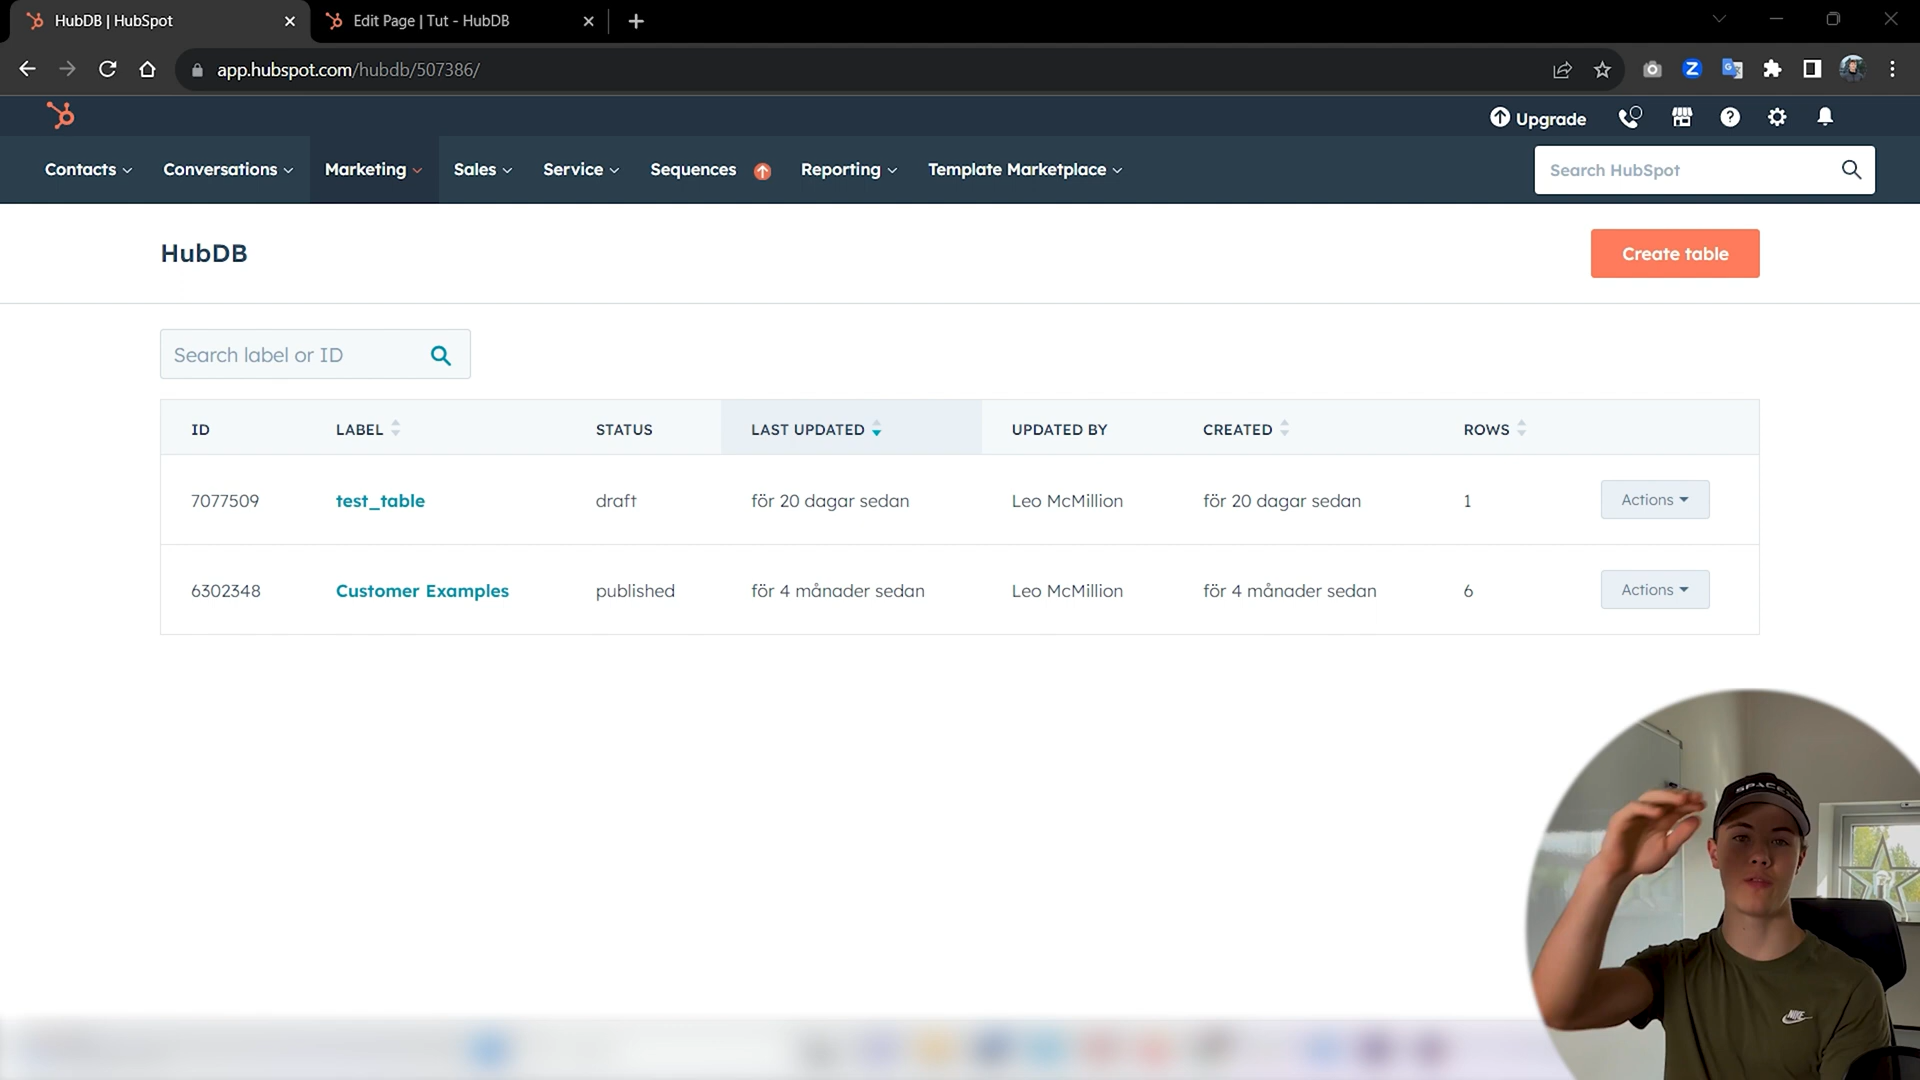 HubDB | HubSpot
Edit Page | Tut - HubDB
app.hubspot.com/hubdb/507386/
Upgrade
Contacts
Conversations
Marketing
Sales
Service
Sequences
Reporting
Template Marketplace
Search HubSpot
HubDB
Create table
Search label or ID
ID LABEL STATUS LAST UPDATED UPDATED BY CREATED ROWS
7077509 test_table draft för 20 dagar sedan Leo McMillion för 20 dagar sedan 1 Actions
6302348 Customer Examples published för 4 månader sedan Leo McMillion för 4 månader sedan 6 Actions